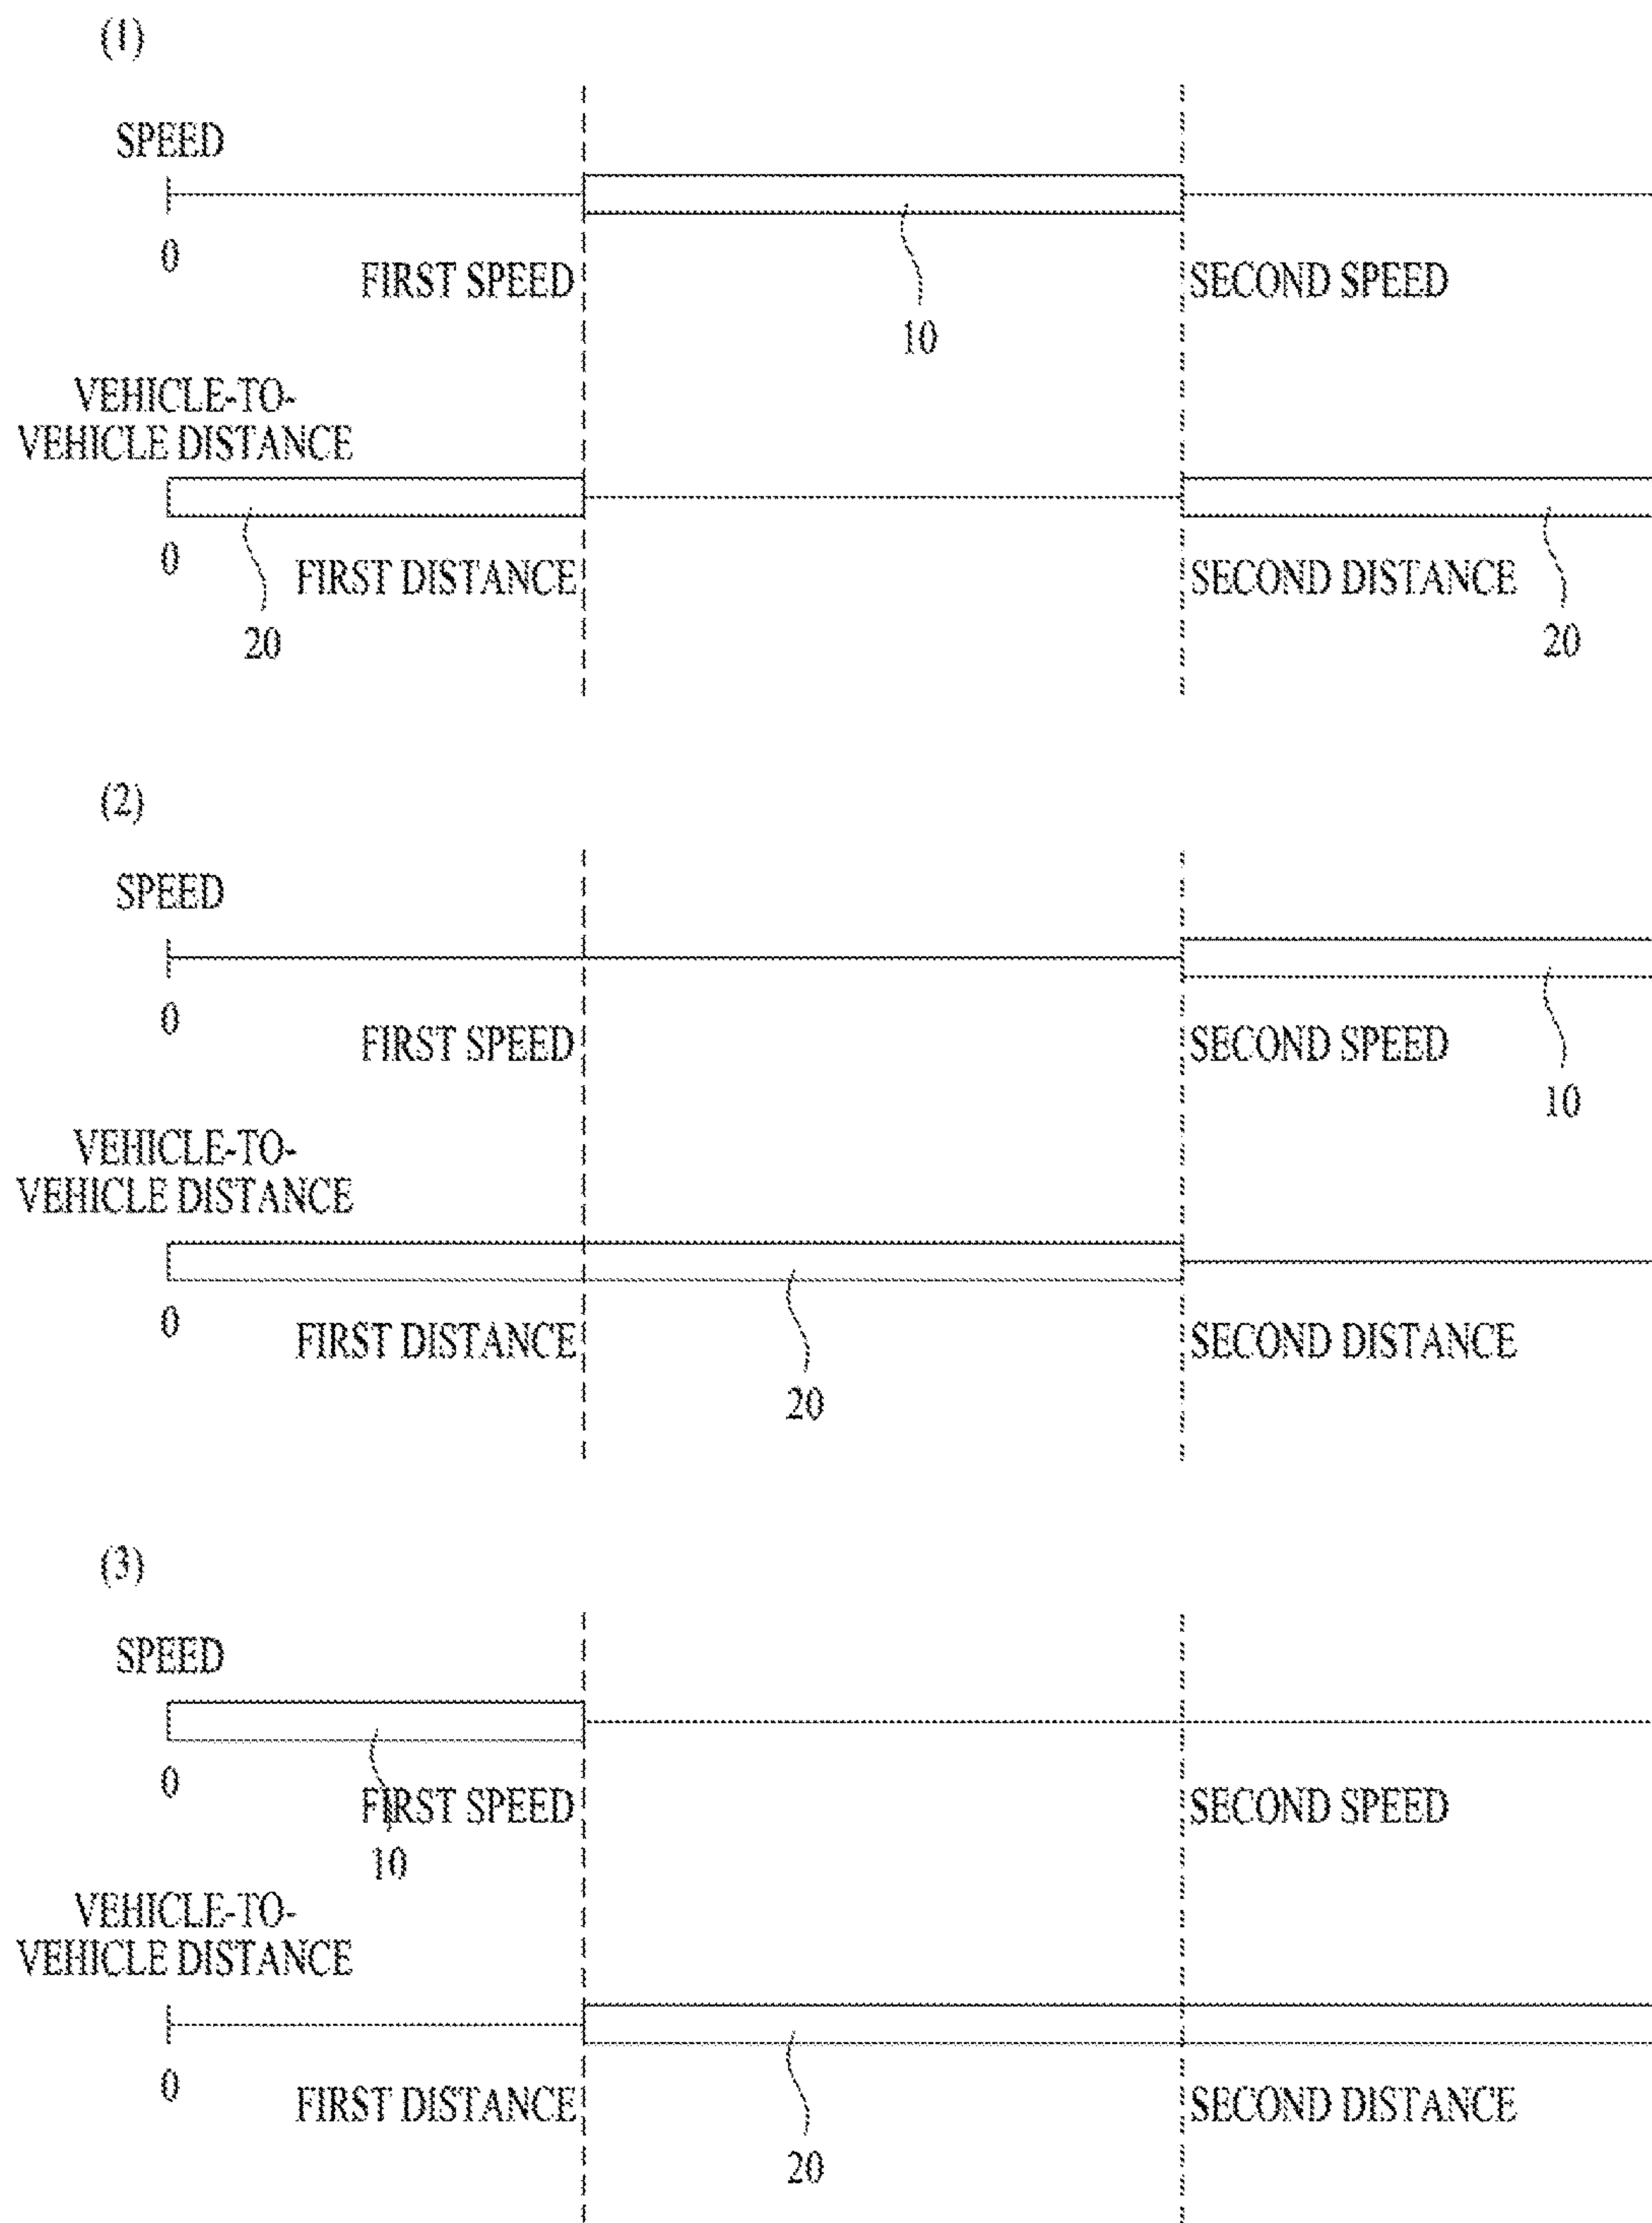 (1)
SPEED
0
FIRST SPEED
SECOND SPEED
10
VEHICLE-TO-
VEHICLE DISTANCE
0
FIRST DISTANCE
SECOND DISTANCE
20
20
(2)
SPEED
0
FIRST SPEED
SECOND SPEED
10
VEHICLE-TO-
VEHICLE DISTANCE
0
FIRST DISTANCE
SECOND DISTANCE
20
(3)
SPEED
0
FIRST SPEED
SECOND SPEED
10
VEHICLE-TO-
VEHICLE DISTANCE
0
FIRST DISTANCE
SECOND DISTANCE
20